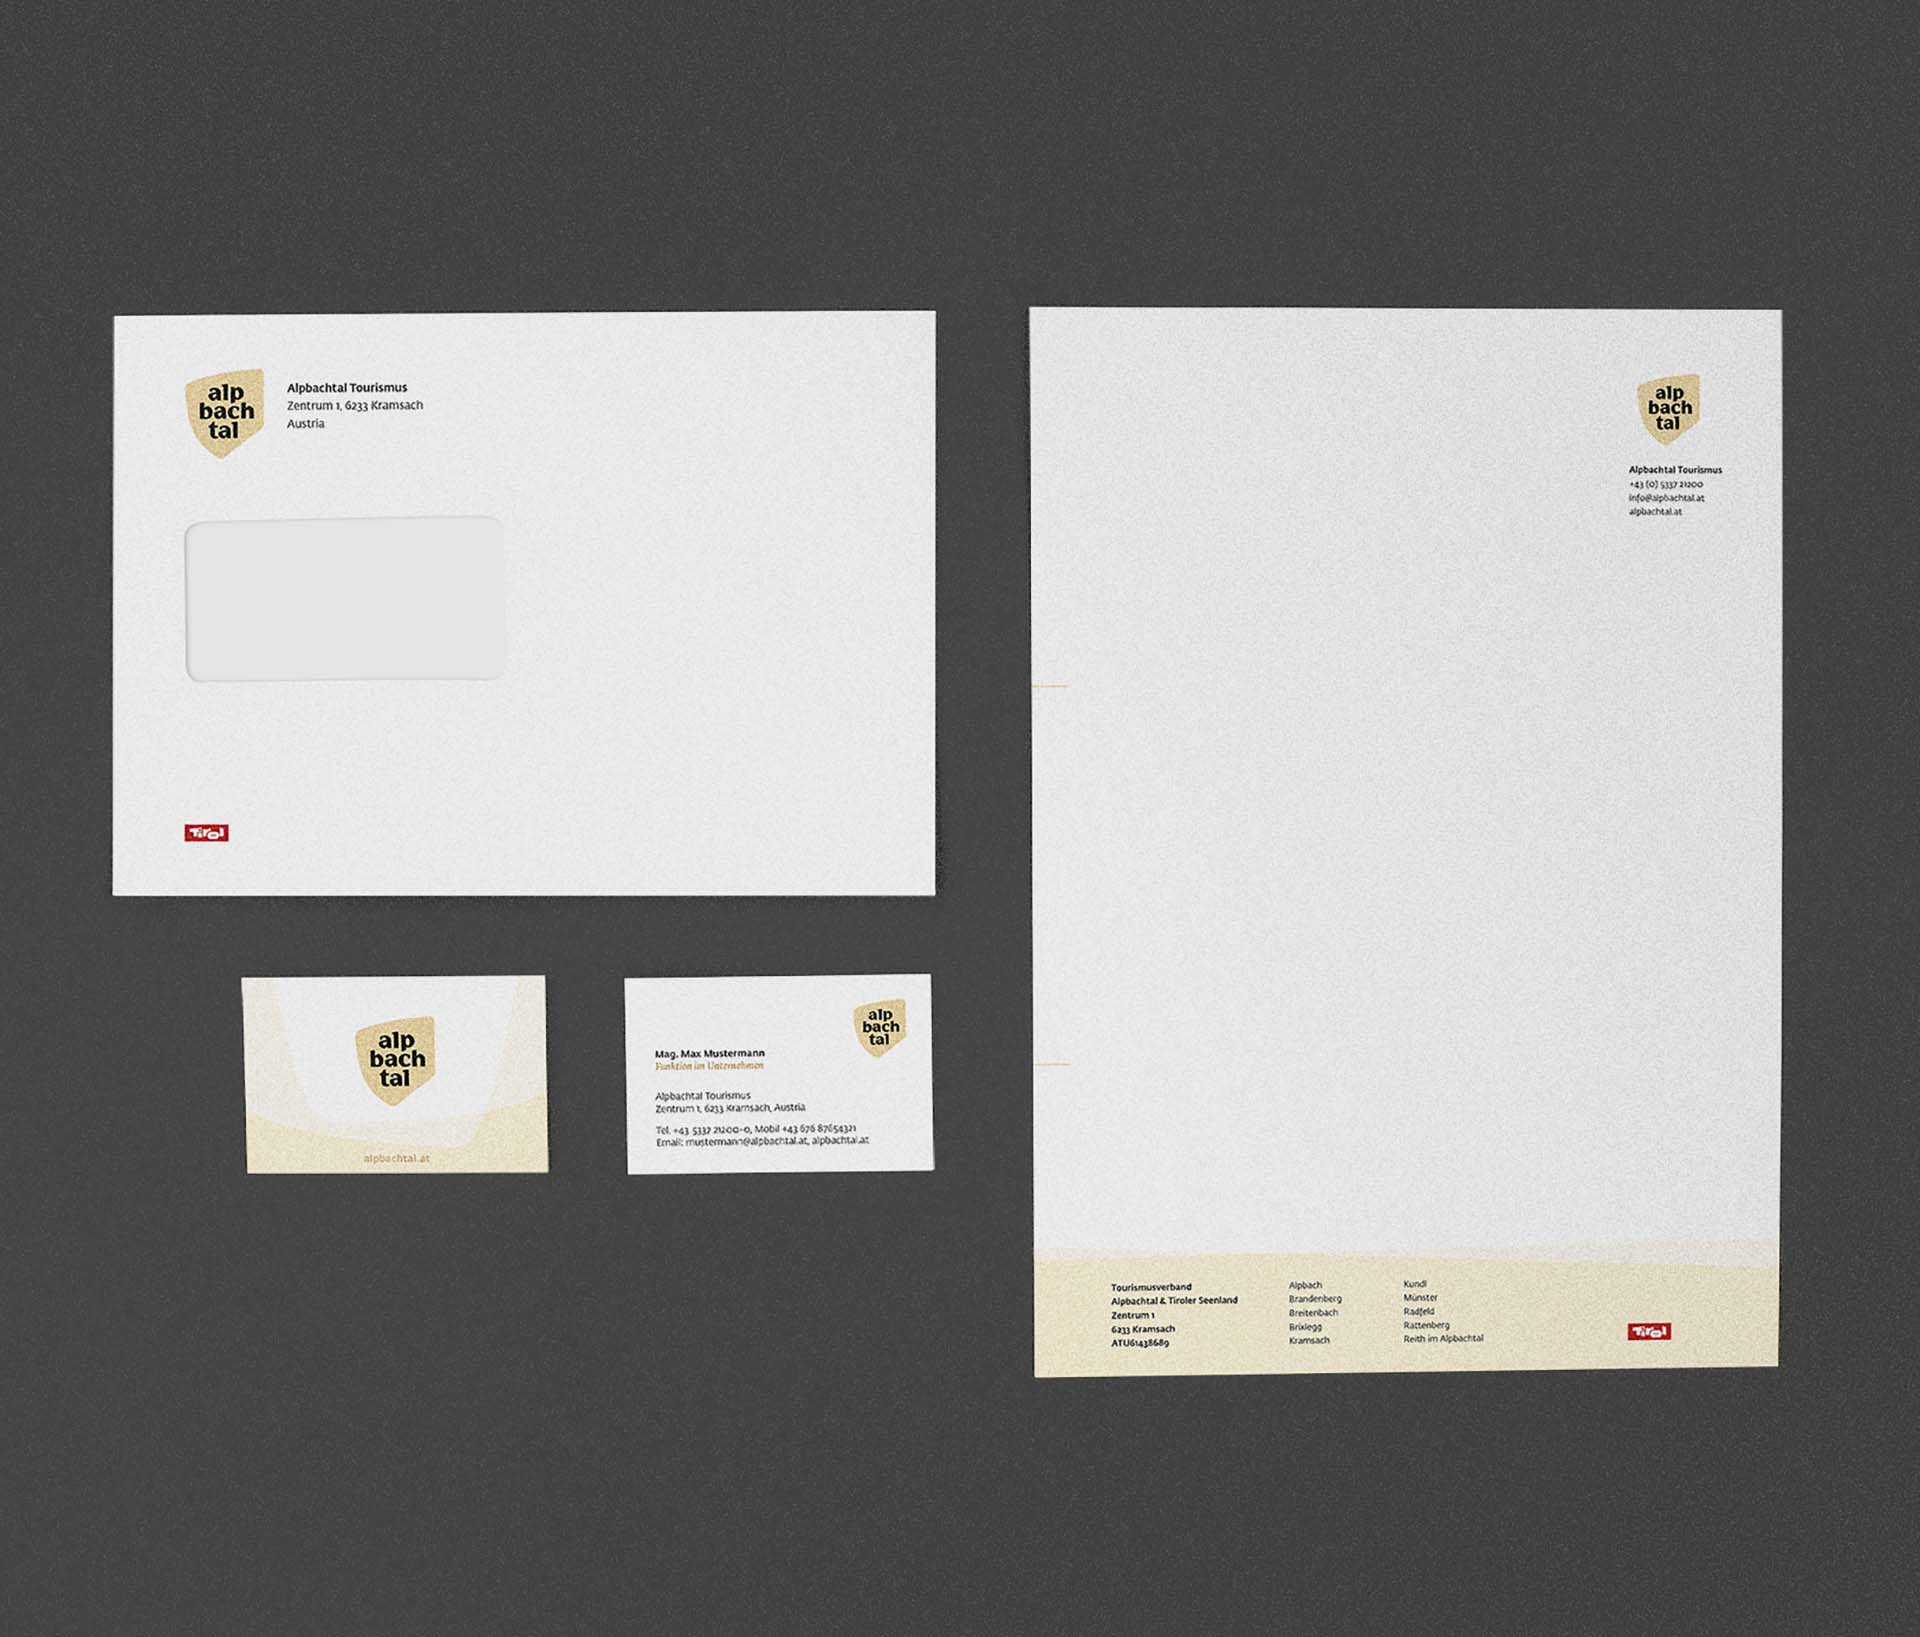 alp
bach
tal
Alpbachtal Tourismus
Zentrum 1, 6233 Kramsach
Austria
Tirol
alp
bach
tal
alpbachtal.at
alp
bach
tal
Mag. Max Mustermann
Funktion im Unternehmen
Alpbachtal Tourismus
Zentrum 1, 6233 Kramsach, Austria
Tel. +43 5337 21200-0, Mobil +43 676 87654321
Email: mustermann@alpbachtal.at, alpbachtal.at
alp
bach
tal
Alpbachtal Tourismus
+43 (0) 5337 21200
info@alpbachtal.at
alpbachtal.at
Tourismusverband
Alpbachtal & Tiroler Seenland
Zentrum 1
6233 Kramsach
ATU61438689
Alpbach
Brandenberg
Breitenbach
Brixlegg
Kramsach
Kundl
Münster
Radfeld
Rattenberg
Reith im Alpbachtal
Tirol